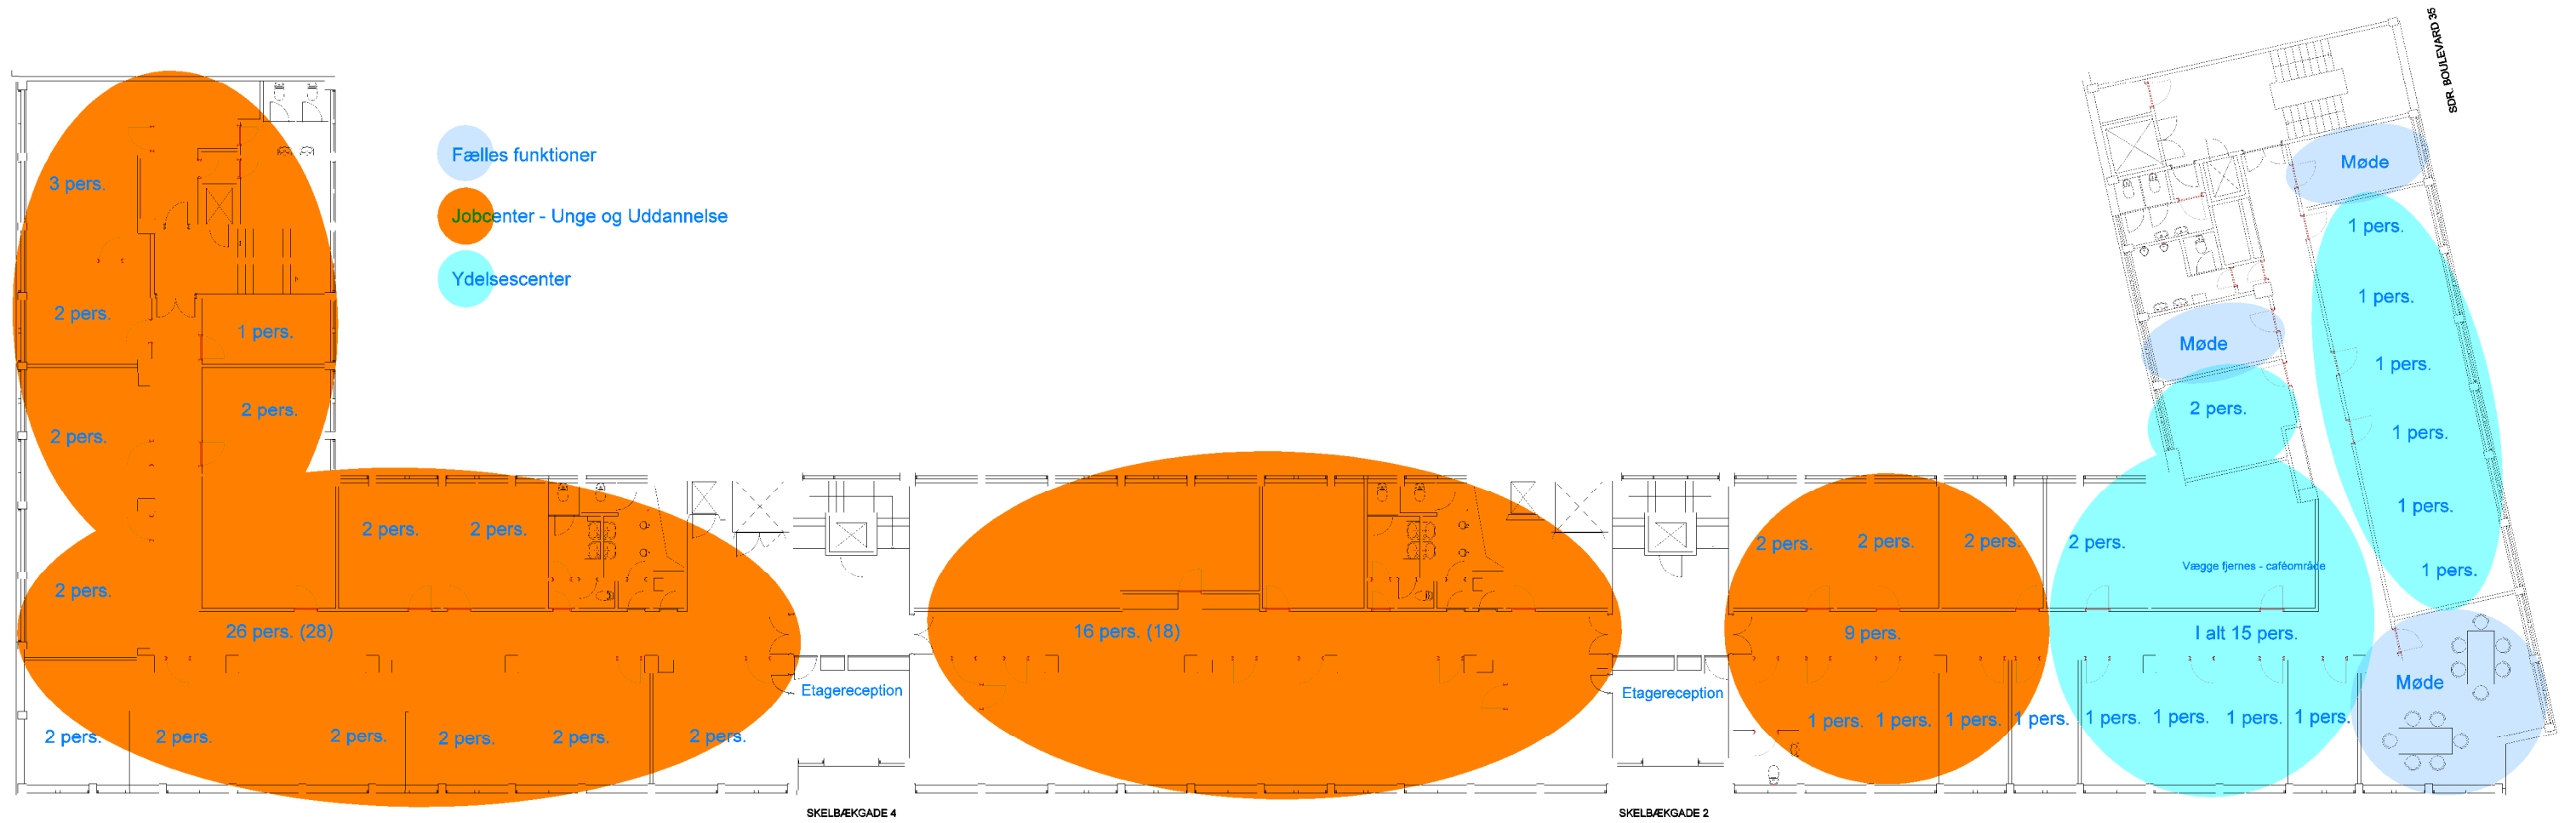 SDR. BOULEVARD 35
Fælles funktioner
Jobcenter - Unge og Uddannelse
Ydelsescenter
3 pers.
2 pers.
1 pers.
2 pers.
2 pers.
2 pers.
2 pers.
2 pers.
26 pers. (28)
2 pers.
2 pers.
2 pers.
2 pers.
2 pers.
2 pers.
Etagereception
SKELBÆKGADE 4
16 pers. (18)
Etagereception
SKELBÆKGADE 2
2 pers.
2 pers.
2 pers.
9 pers.
1 pers.
1 pers.
1 pers.
1 pers.
2 pers.
Vægge fjernes - caféområde
I alt 15 pers.
1 pers.
1 pers.
1 pers.
1 pers.
Møde
Møde
2 pers.
1 pers.
1 pers.
1 pers.
1 pers.
1 pers.
1 pers.
Møde